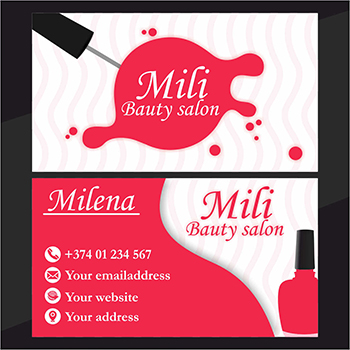 Mili
Bauty salon
Milena
+374 01 234 567
Your emailaddress
Your website
Your address
Mili
Bauty salon